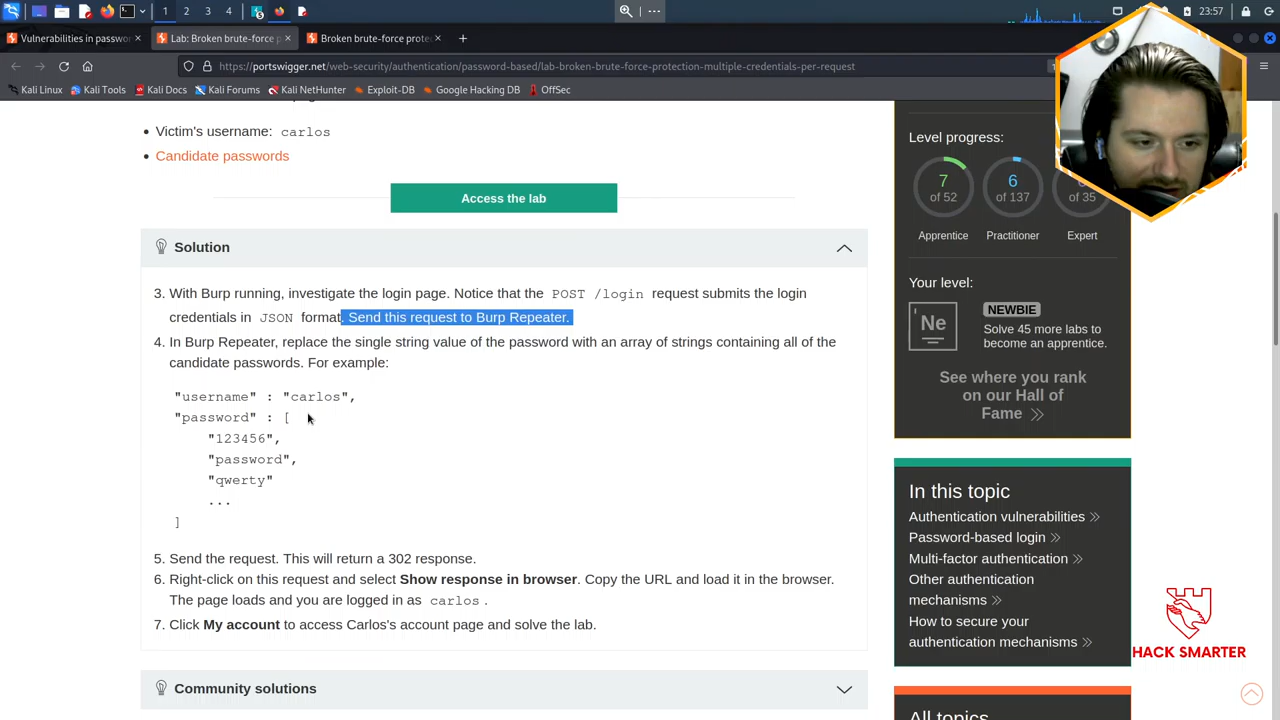 1
2
3
4
5
23:57
Vulnerabilities in passwo
Lab: Broken brute-force p
Broken brute-force protec
https://portswigger.net/web-security/authentication/password-based/lab-broken-brute-force-protection-multiple-credentials-per-request
Kali Linux
Kali Tools
Kali Docs
Kali Forums
Kali NetHunter
Exploit-DB
Google Hacking DB
OffSec
• Victim's username: carlos
• Candidate passwords
Access the lab
Solution
3. With Burp running, investigate the login page. Notice that the POST /login request submits the login
credentials in JSON format. Send this request to Burp Repeater.
4. In Burp Repeater, replace the single string value of the password with an array of strings containing all of the
candidate passwords. For example:
"username" : "carlos",
"password" : [
"123456",
"password",
"qwerty"
...
]
5. Send the request. This will return a 302 response.
6. Right-click on this request and select Show response in browser. Copy the URL and load it in the browser.
The page loads and you are logged in as carlos.
7. Click My account to access Carlos's account page and solve the lab.
Community solutions
Level progress:
7
of 52
6
of 137
of 35
Apprentice
Practitioner
Expert
Your level:
Ne
NEWBIE
Solve 45 more labs to
become an apprentice.
See where you rank
on our Hall of
Fame
In this topic
Authentication vulnerabilities
Password-based login
Multi-factor authentication
Other authentication
mechanisms
How to secure your
authentication mechanisms
All topics
HACK SMARTER